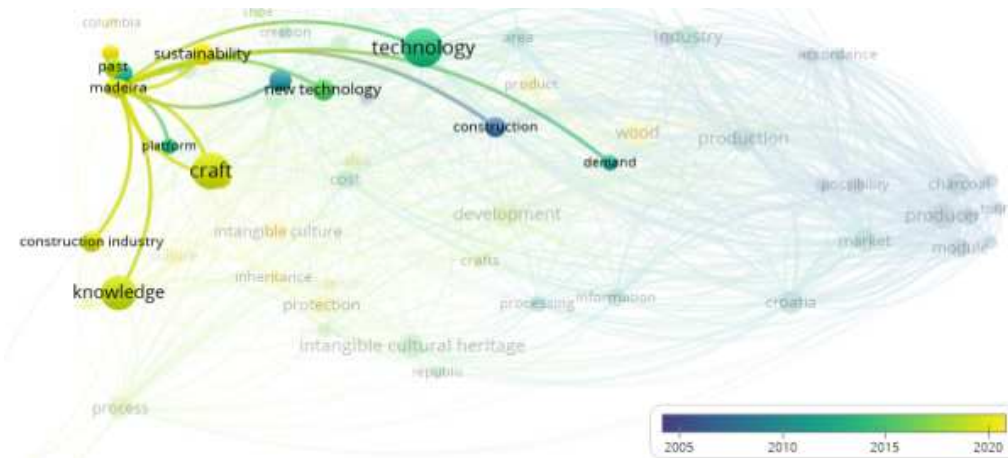 columbia
creation
technology
area
industry
accordance
sustainability
past
madeira
new technology
product
construction
wood
production
platform
demand
craft
cost
possibility
charcoal
development
producer
construction industry
intangible culture
market
module
crafts
knowledge
inheritance
protection
processing
information
croatia
intangible cultural heritage
republic
process
2005
2010
2015
2020